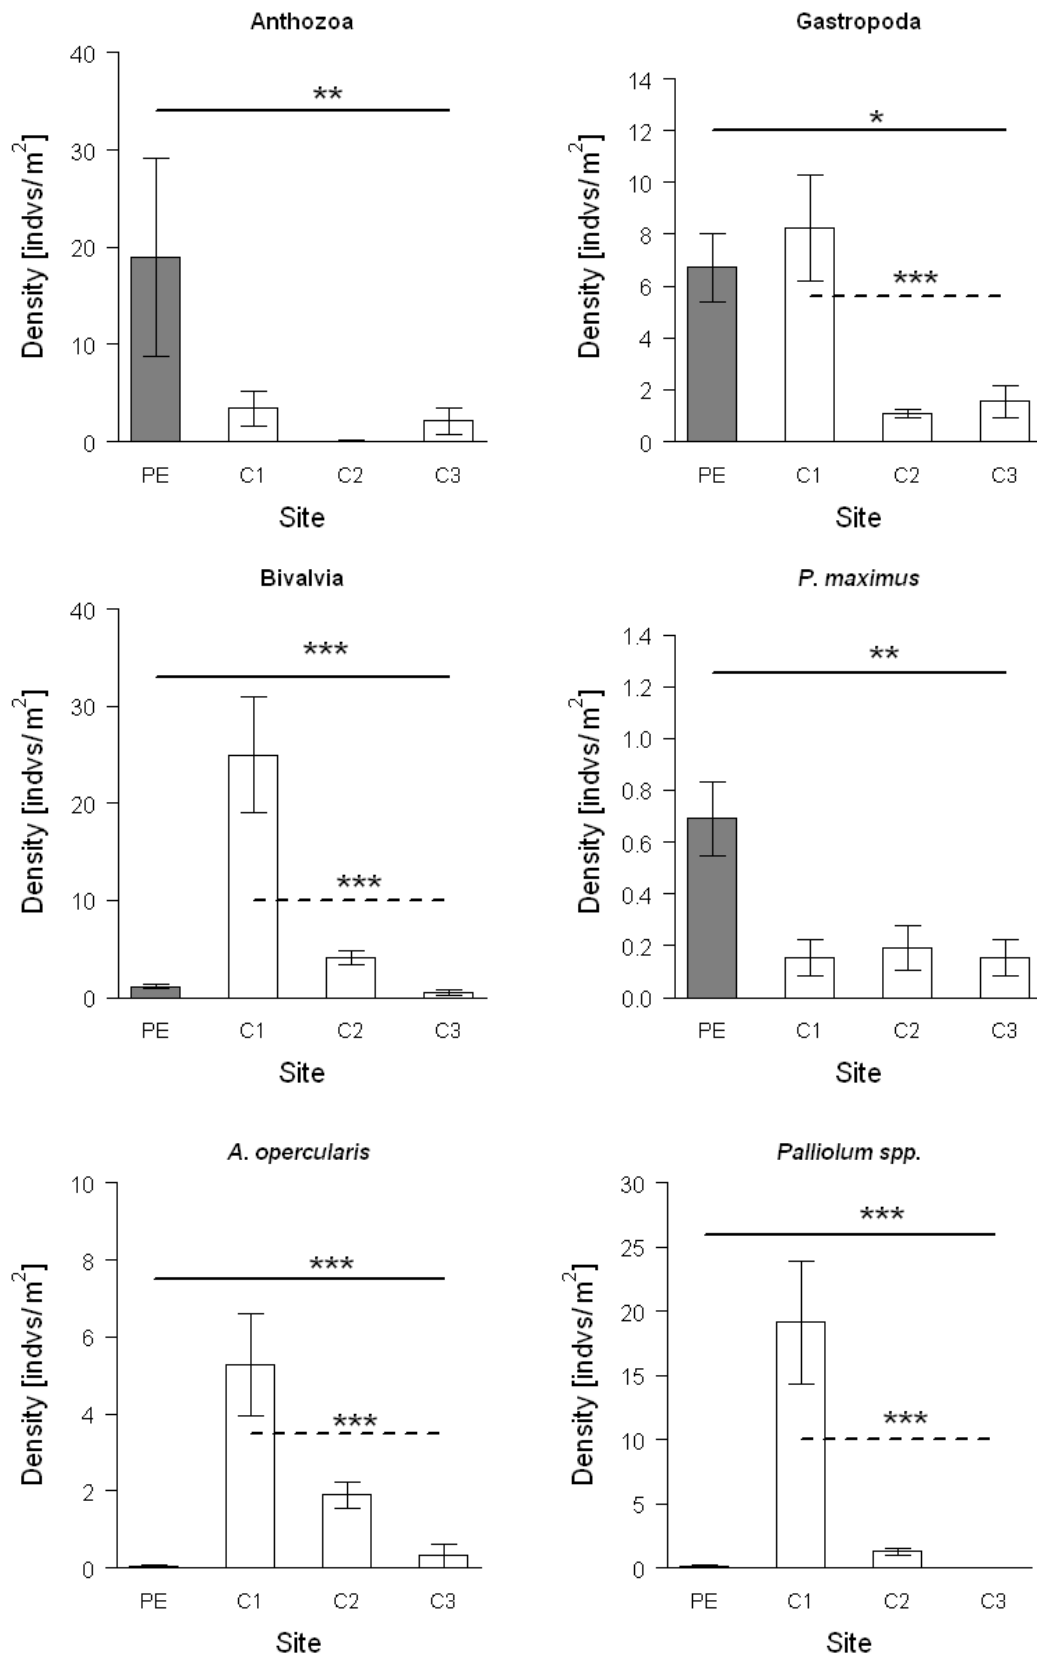 Anthozoa
40
30
20
10
0
Density [indvs/m²]
**
PE C1 C2 C3
Site
Gastropoda
14
12
10
8
6
4
2
0
Density [indvs/m²]
*
***
PE C1 C2 C3
Site
Bivalvia
40
30
20
10
0
Density [indvs/m²]
***
***
PE C1 C2 C3
Site
P. maximus
1.4
1.2
1.0
0.8
0.6
0.4
0.2
0.0
Density [indvs/m²]
**
PE C1 C2 C3
Site
A. opercularis
10
8
6
4
2
0
Density [indvs/m²]
***
***
PE C1 C2 C3
Site
Palliolum spp.
30
25
20
15
10
5
0
Density [indvs/m²]
***
***
PE C1 C2 C3
Site